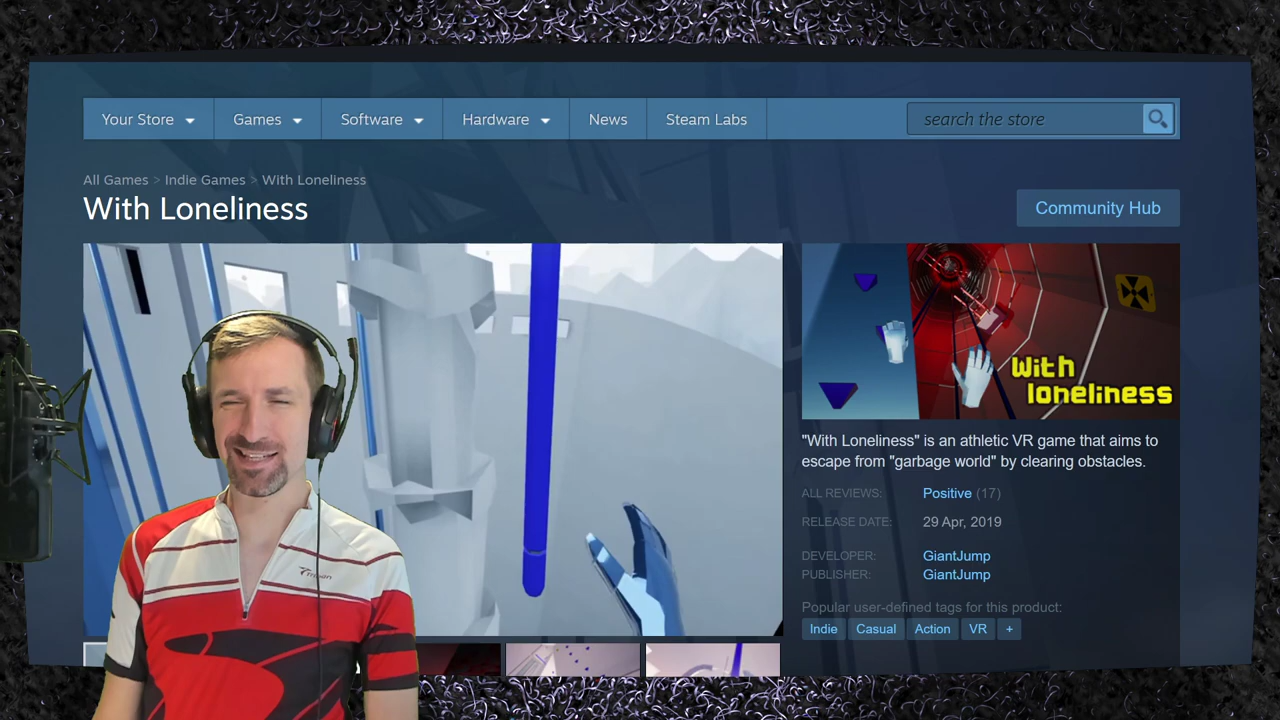 Your Store
Games
Software
Hardware
News
Steam Labs
search the store
All Games > Indie Games > With Loneliness
With Loneliness
Community Hub
With
loneliness
"With Loneliness" is an athletic VR game that aims to
escape from "garbage world" by clearing obstacles.
ALL REVIEWS: Positive (17)
RELEASE DATE: 29 Apr, 2019
DEVELOPER: GiantJump
PUBLISHER: GiantJump
Popular user-defined tags for this product:
Indie Casual Action VR +